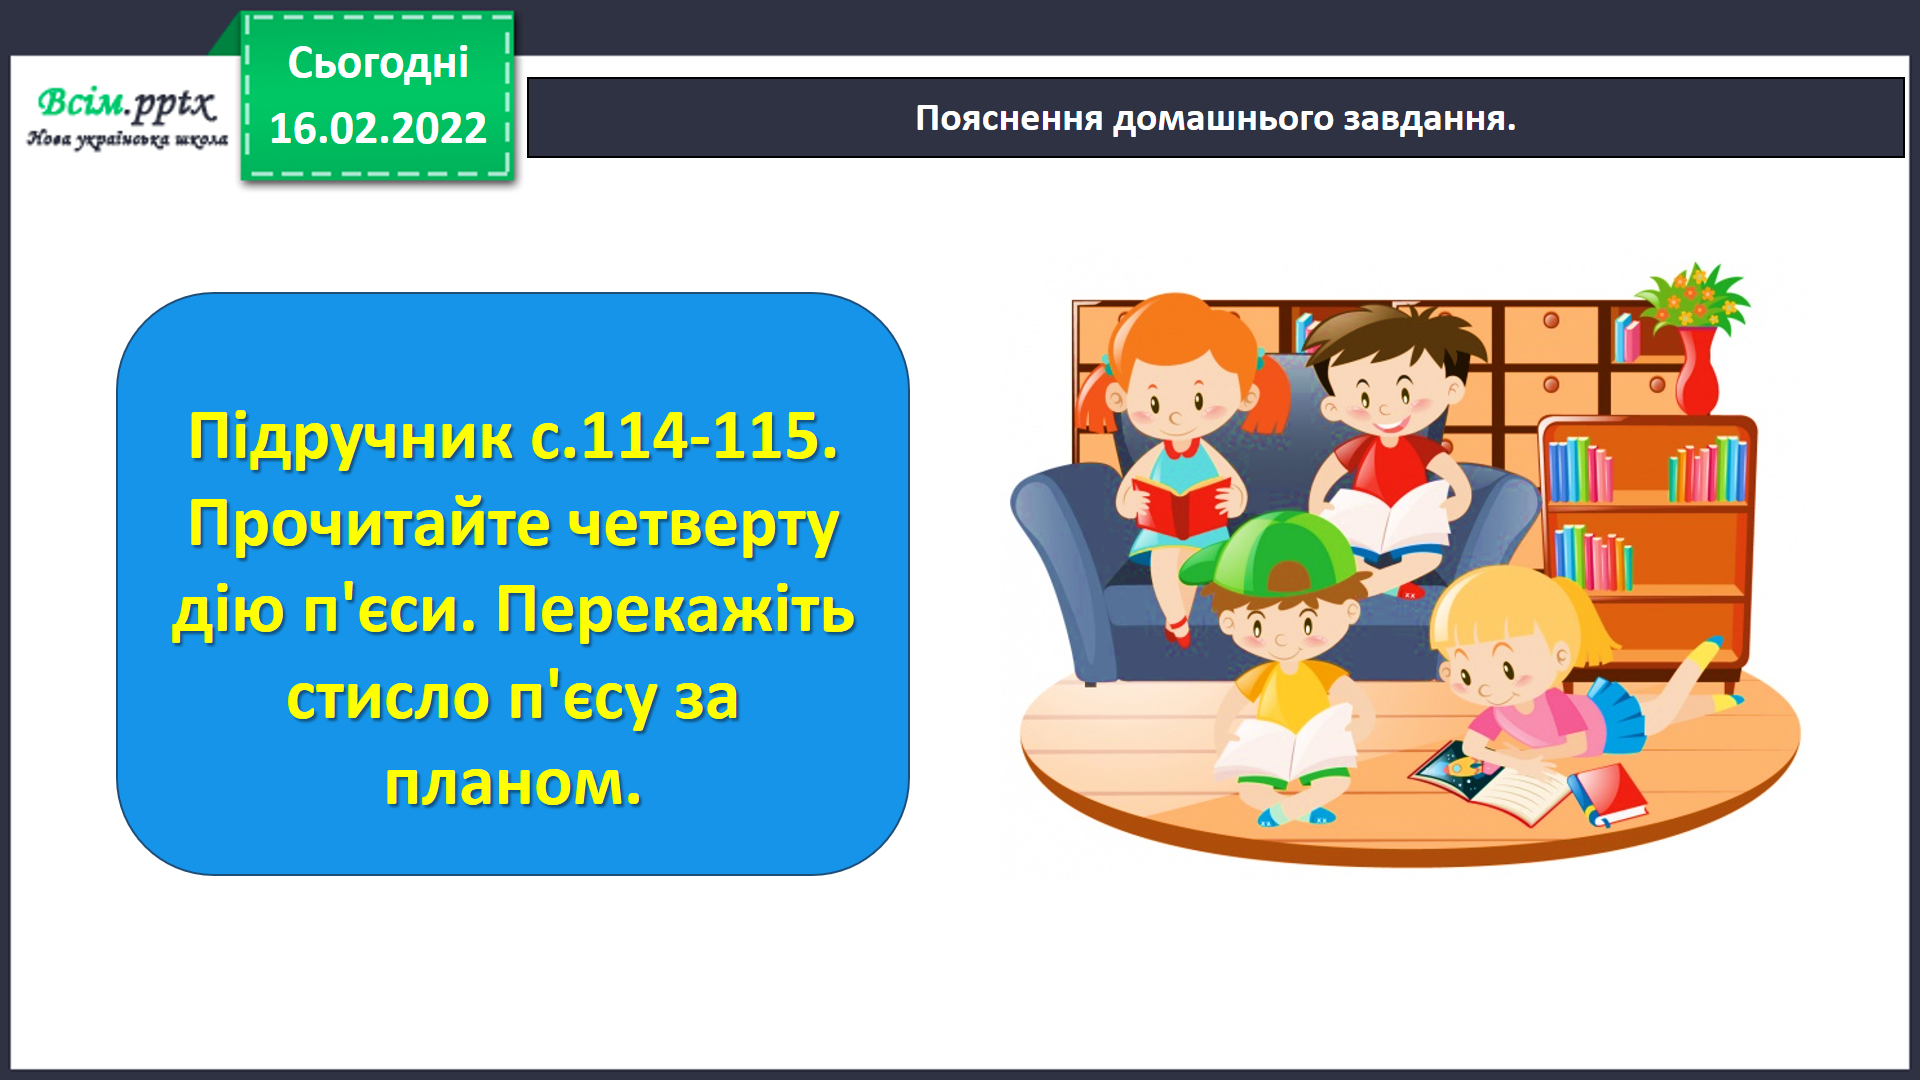 Сьогодні
16.02.2022
Всім.pptx
Нова українська школа
Пояснення домашнього завдання.
Підручник с.114-115.
Прочитайте четверту
дію п'єси. Перекажіть
стисло п'єсу за
планом.